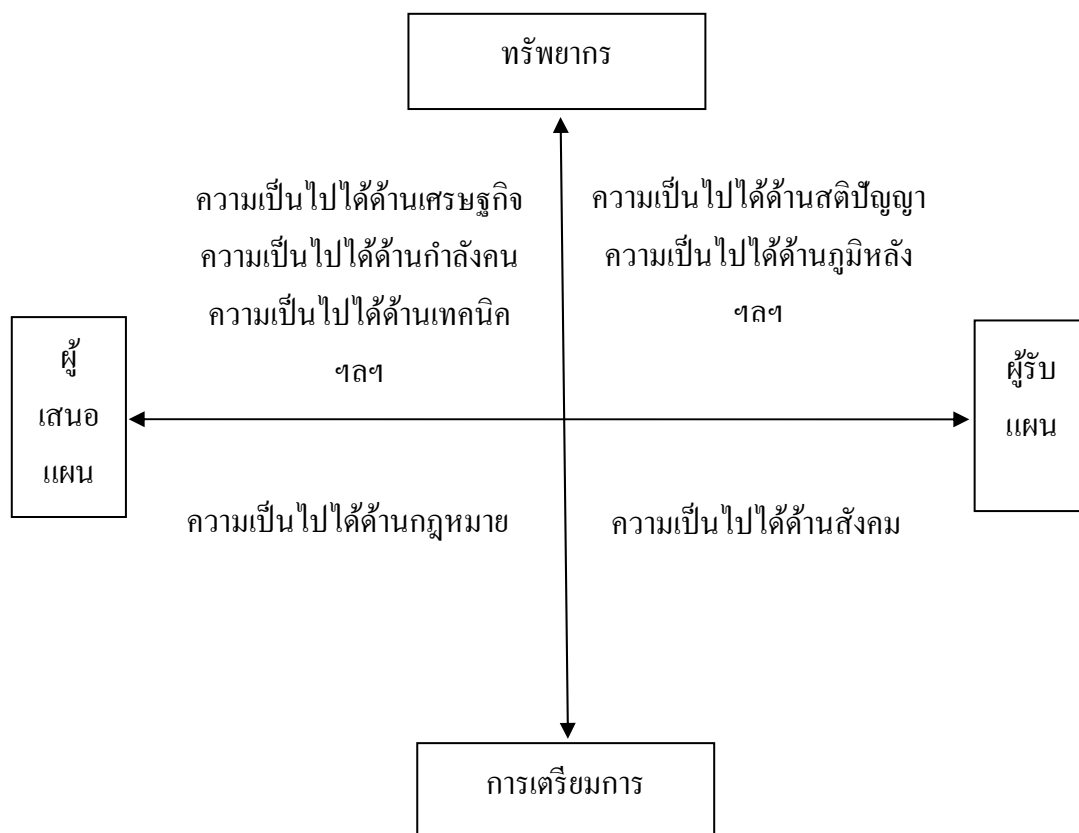 ทรัพยากร
ความเป็นไปได้ด้านเศรษฐกิจ
ความเป็นไปได้ด้านกำลังคน
ความเป็นไปได้ด้านเทคนิค
ฯลฯ
ความเป็นไปได้ด้านสติปัญญา
ความเป็นไปได้ด้านภูมิหลัง
ฯลฯ
ผู้
เสนอ
แผน
ผู้รับ
แผน
ความเป็นไปได้ด้านกฎหมาย
ความเป็นไปได้ด้านสังคม
การเตรียมการ